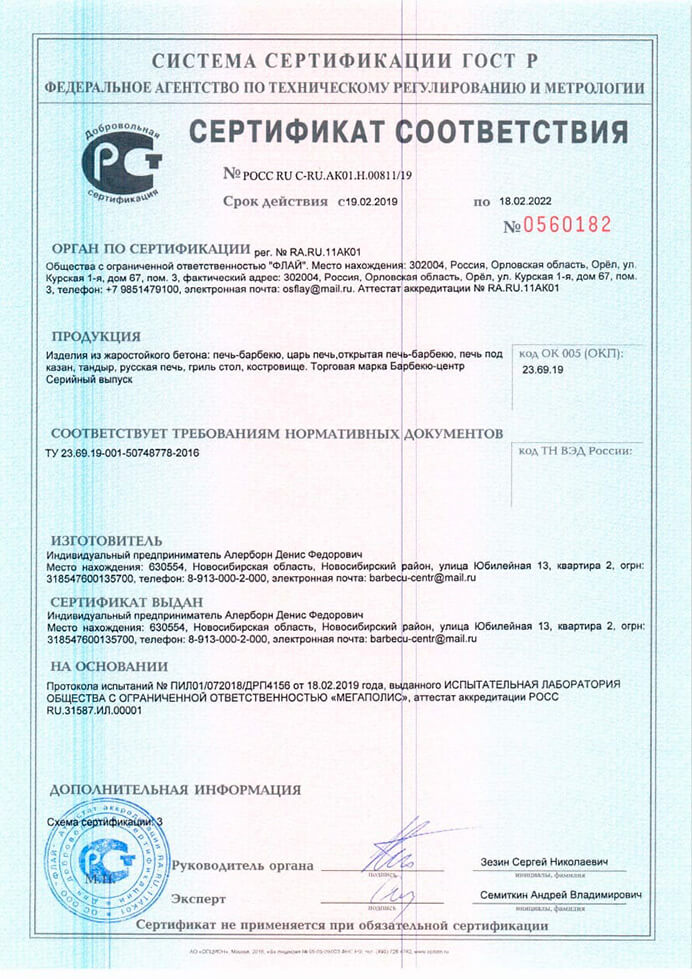 СИСТЕМА СЕРТИФИКАЦИИ ГОСТ Р
ФЕДЕРАЛЬНОЕ АГЕНТСТВО ПО ТЕХНИЧЕСКОМУ РЕГУЛИРОВАНИЮ И МЕТРОЛОГИИ
Добровольная
РСТ
сертификация
СЕРТИФИКАТ СООТВЕТСТВИЯ
№ РОСС RU C-RU.АК01.Н.00811/19
Срок действия с 19.02.2019 по 18.02.2022
№ 0560182
ОРГАН ПО СЕРТИФИКАЦИИ рег. № RA.RU.11АК01
Общества с ограниченной ответственностью "ФЛАЙ". Место нахождения: 302004, Россия, Орловская область, Орёл, ул.
Курская 1-я, дом 67, пом. 3, фактический адрес: 302004, Россия, Орловская область, Орёл, ул. Курская 1-я, дом 67, пом.
3, телефон: +7 9851479100, электронная почта: osflay@mail.ru. Аттестат аккредитации № RA.RU.11АК01
ПРОДУКЦИЯ
Изделия из жаростойкого бетона: печь-барбекю, царь печь,открытая печь-барбекю, печь под
казан, тандыр, русская печь, гриль стол, костровище. Торговая марка Барбекю-центр
Серийный выпуск
код ОК 005 (ОКП):
23.69.19
СООТВЕТСТВУЕТ ТРЕБОВАНИЯМ НОРМАТИВНЫХ ДОКУМЕНТОВ
ТУ 23.69.19-001-50748778-2016
код ТН ВЭД России:
ИЗГОТОВИТЕЛЬ
Индивидуальный предприниматель Алерборн Денис Федорович
Место нахождения: 630554, Новосибирская область, Новосибирский район, улица Юбилейная 13, квартира 2, огрн:
318547600135700, телефон: 8-913-000-2-000, электронная почта: barbecu-centr@mail.ru
СЕРТИФИКАТ ВЫДАН
Индивидуальный предприниматель Алерборн Денис Федорович
Место нахождения: 630554, Новосибирская область, Новосибирский район, улица Юбилейная 13, квартира 2, огрн:
318547600135700, телефон: 8-913-000-2-000, электронная почта: barbecu-centr@mail.ru
НА ОСНОВАНИИ
Протокола испытаний № ПИЛ01/072018/ДРП4156 от 18.02.2019 года, выданного ИСПЫТАТЕЛЬНАЯ ЛАБОРАТОРИЯ
ОБЩЕСТВА С ОГРАНИЧЕННОЙ ОТВЕТСТВЕННОСТЬЮ «МЕГАПОЛИС», аттестат аккредитации РОСС
RU.31587.ИЛ.00001
ДОПОЛНИТЕЛЬНАЯ ИНФОРМАЦИЯ
Схема сертификации: 3
М.П.
Руководитель органа
подпись
Зезин Сергей Николаевич
инициалы, фамилия
Эксперт
подпись
Семиткин Андрей Владимирович
инициалы, фамилия
Сертификат не применяется при обязательной сертификации